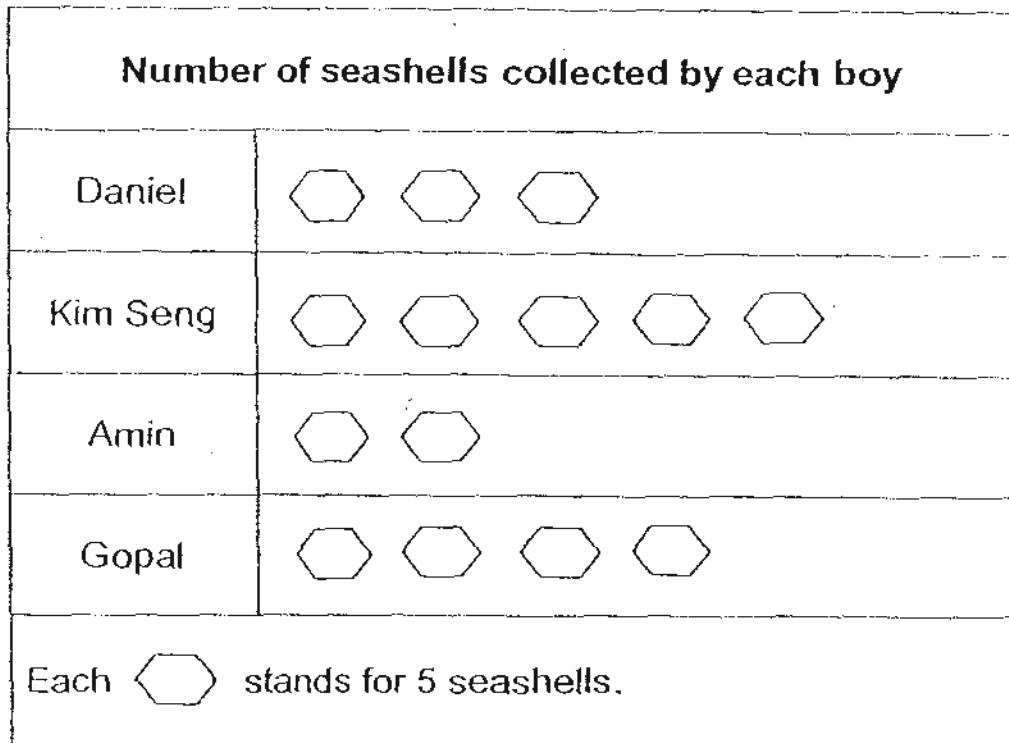 Number of seashells collected by each boy
Daniel
Kim Seng
Amin
Gopal
Each stands for 5 seashells.